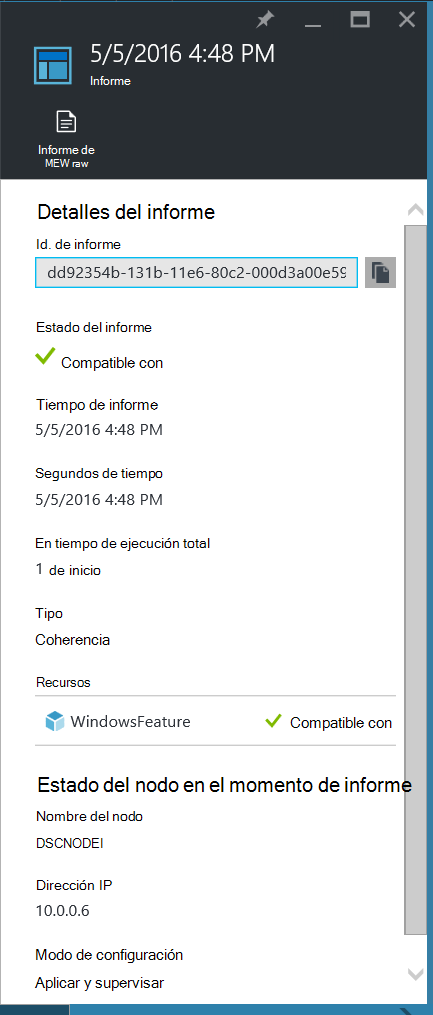 5/5/2016 4:48 PM
Informe
Informe de
MEW raw
Detalles del informe
Id. de informe
dd92354b-131b-11e6-80c2-000d3a00e59
Estado del informe
Compatible con
Tiempo de informe
5/5/2016 4:48 PM
Segundos de tiempo
5/5/2016 4:48 PM
En tiempo de ejecución total
1 de inicio
Tipo
Coherencia
Recursos
WindowsFeature Compatible con
Estado del nodo en el momento de informe
Nombre del nodo
DSCNODEI
Dirección IP
10.0.0.6
Modo de configuración
Aplicar y supervisar